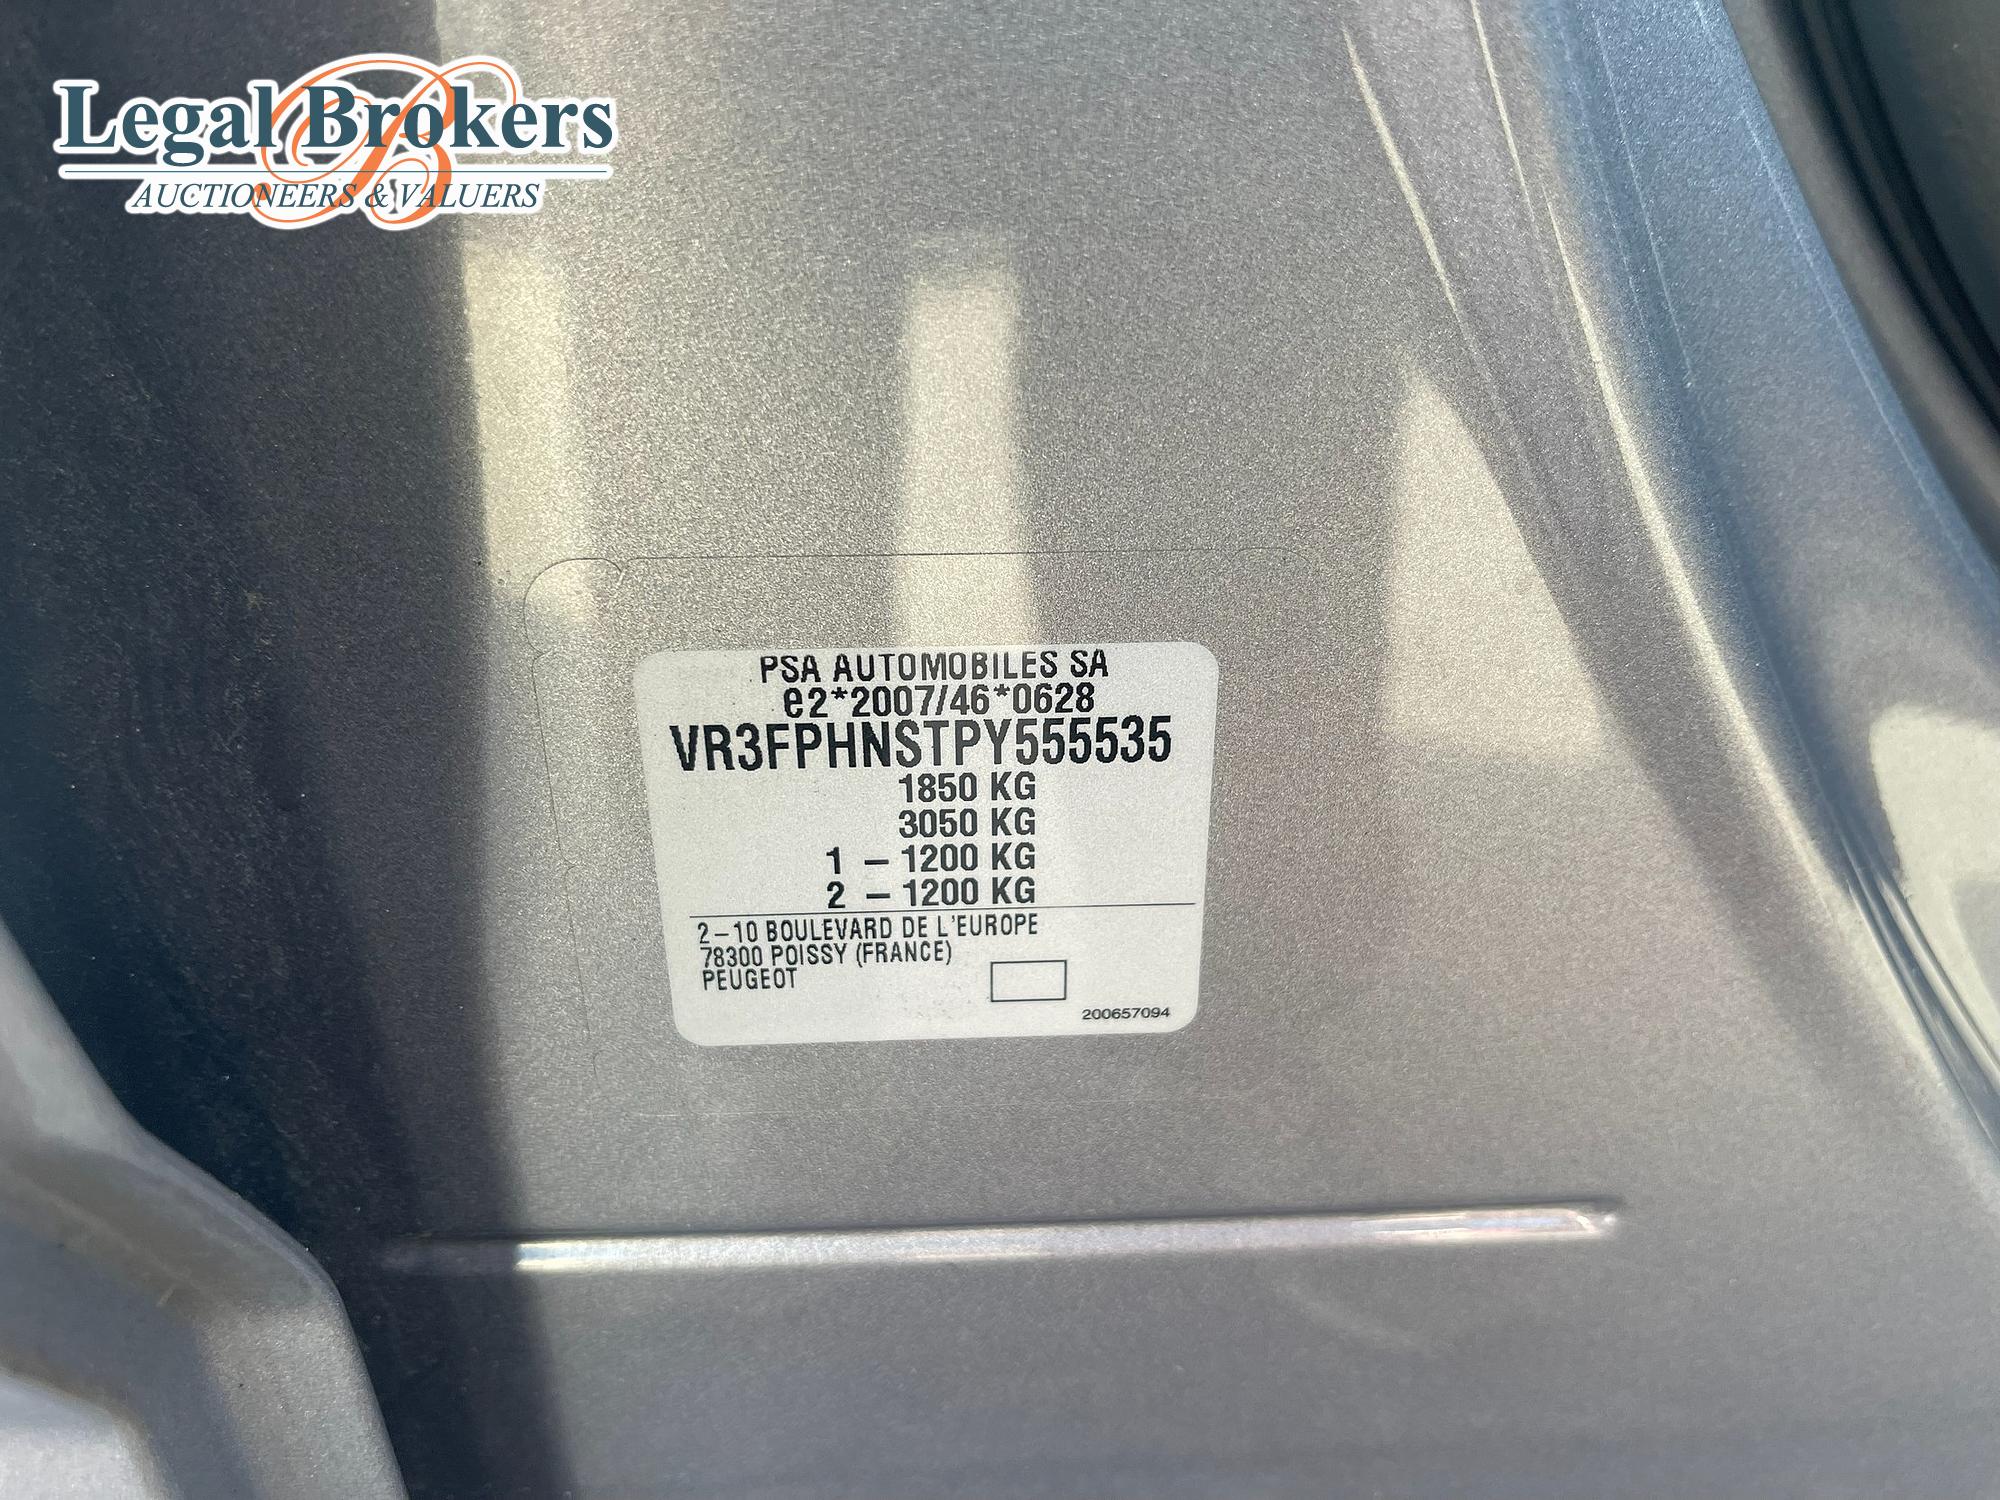 Legal Brokers
AUCTIONEERS & VALUERS
PSA AUTOMOBILES SA
e2*2007/46*0628
VR3FPHNSTPY555535
1850 KG
3050 KG
1 – 1200 KG
2 – 1200 KG
2–10 BOULEVARD DE L'EUROPE
78300 POISSY (FRANCE)
PEUGEOT
200657094